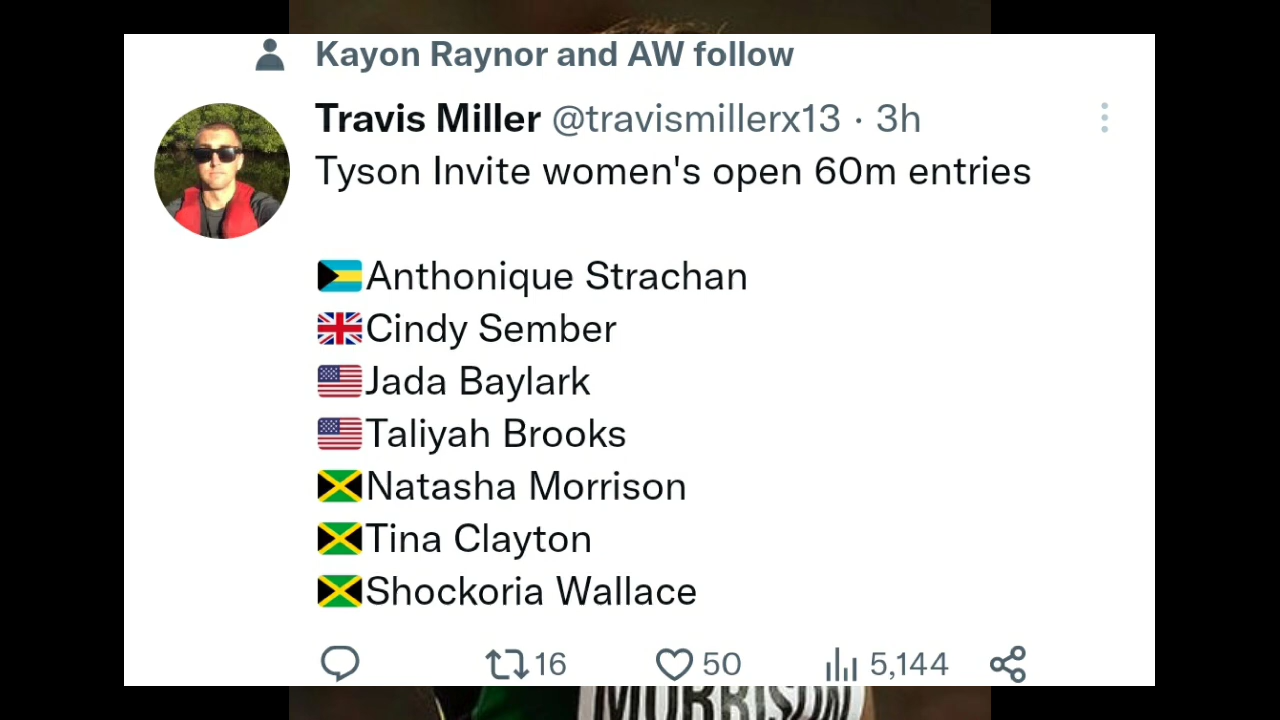 Kayon Raynor and AW follow
Travis Miller @travismillerx13 · 3h
Tyson Invite women's open 60m entries
🇧🇸Anthonique Strachan
🇬🇧Cindy Sember
🇺🇸Jada Baylark
🇺🇸Taliyah Brooks
🇯🇲Natasha Morrison
🇯🇲Tina Clayton
🇯🇲Shockoria Wallace
16 50 5,144
MORRISON